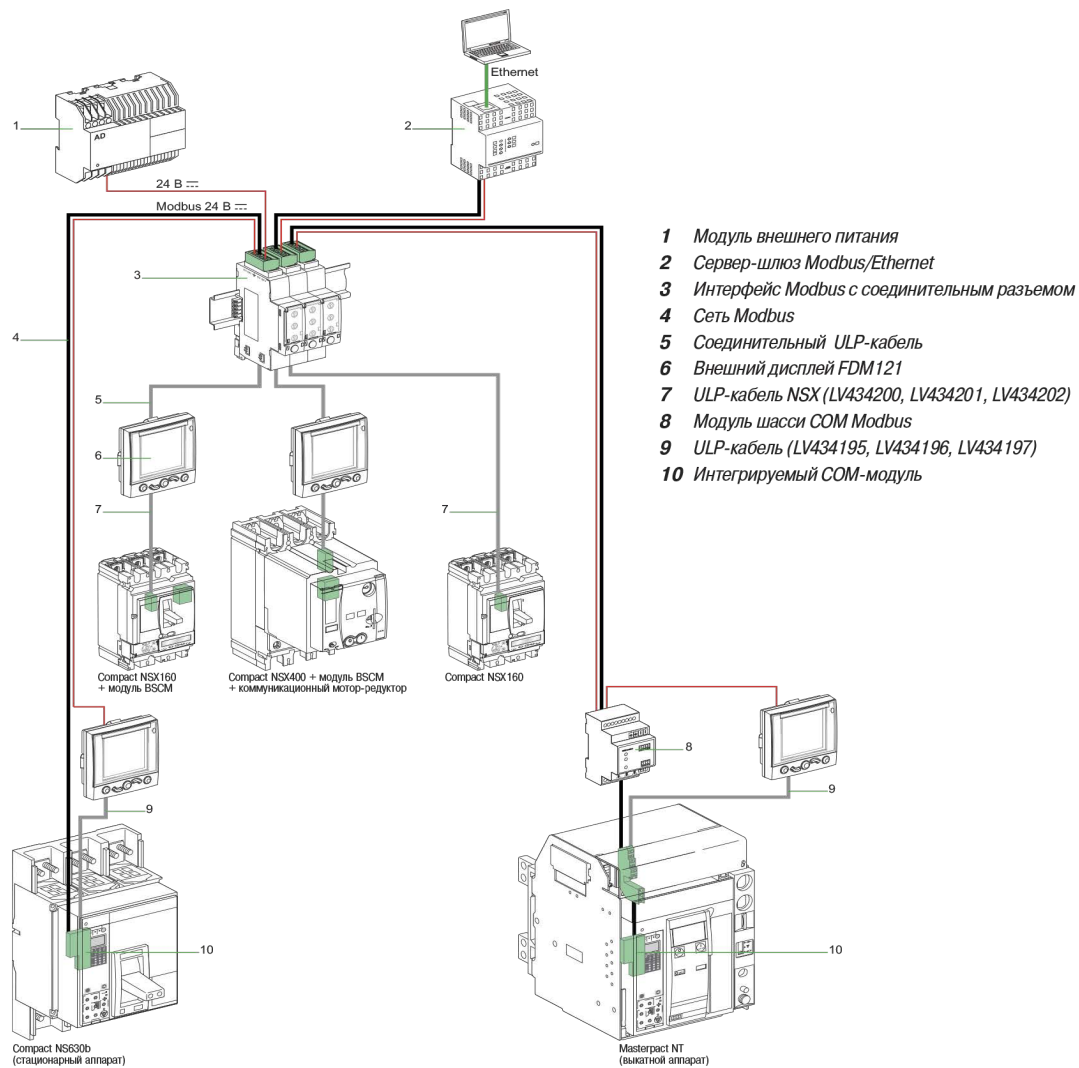 Ethernet
1
AD
2
24 В
Modbus 24 В
3
4
5
6
7
7
1 Модуль внешнего питания
2 Сервер-шлюз Modbus/Ethernet
3 Интерфейс Modbus с соединительным разъемом
4 Сеть Modbus
5 Соединительный ULP-кабель
6 Внешний дисплей FDM121
7 ULP-кабель NSX (LV434200, LV434201, LV434202)
8 Модуль шасси COM Modbus
9 ULP-кабель (LV434195, LV434196, LV434197)
10 Интегрируемый COM-модуль
Compact NSX160
+ модуль BSCM
Compact NSX400 + модуль BSCM
+ коммуникационный мотор-редуктор
Compact NSX160
8
9
9
10
10
Compact NS630b
(стационарный аппарат)
Masterpact NT
(выкатной аппарат)